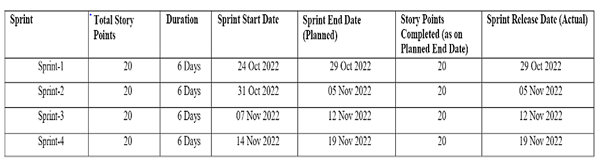 Sprint Total Story Points Duration Sprint Start Date Sprint End Date (Planned) Story Points Completed (as on Planned End Date) Sprint Release Date (Actual)
Sprint-1 20 6 Days 24 Oct 2022 29 Oct 2022 20 29 Oct 2022
Sprint-2 20 6 Days 31 Oct 2022 05 Nov 2022 20 05 Nov 2022
Sprint-3 20 6 Days 07 Nov 2022 12 Nov 2022 20 12 Nov 2022
Sprint-4 20 6 Days 14 Nov 2022 19 Nov 2022 20 19 Nov 2022